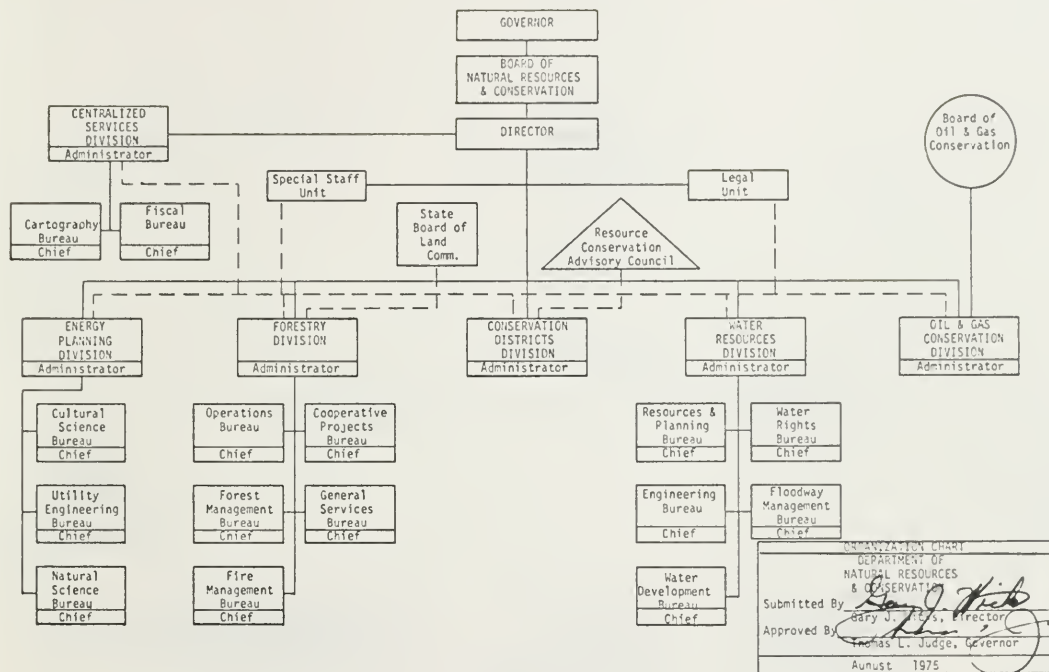 GOVERNOR
BOARD OF
NATURAL RESOURCES
& CONSERVATION
DIRECTOR
CENTRALIZED
SERVICES
DIVISION
Administrator
Board of
Oil & Gas
Conservation
Special Staff
Unit
Legal
Unit
Cartography
Bureau
Chief
Fiscal
Bureau
Chief
State
Board of
Land
Comm.
Resource
Conservation
Advisory Council
ENERGY
PLANNING
DIVISION
Administrator
FORESTRY
DIVISION
Administrator
CONSERVATION
DISTRICTS
DIVISION
Administrator
WATER
RESOURCES
DIVISION
Administrator
OIL & GAS
CONSERVATION
DIVISION
Administrator
Cultural
Science
Bureau
Chief
Operations
Bureau
Chief
Cooperative
Projects
Bureau
Chief
Resources &
Planning
Bureau
Chief
Water
Rights
Bureau
Chief
Utility
Engineering
Bureau
Chief
Forest
Management
Bureau
Chief
General
Services
Bureau
Chief
Engineering
Bureau
Chief
Floodway
Management
Bureau
Chief
Natural
Science
Bureau
Chief
Fire
Management
Bureau
Chief
Water
Development
Bureau
Chief
ORGANIZATION CHART
DEPARTMENT OF
NATURAL RESOURCES
& CONSERVATION
Submitted By Gary J. Wicks
Gary J. Wicks, Director
Approved By
Thomas L. Judge, Governor
August 1975